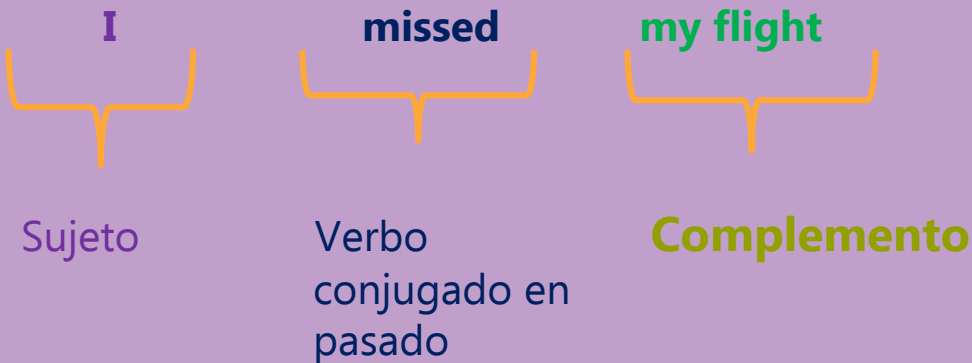 I missed my flight
Sujeto Verbo Complemento
conjugado en
pasado